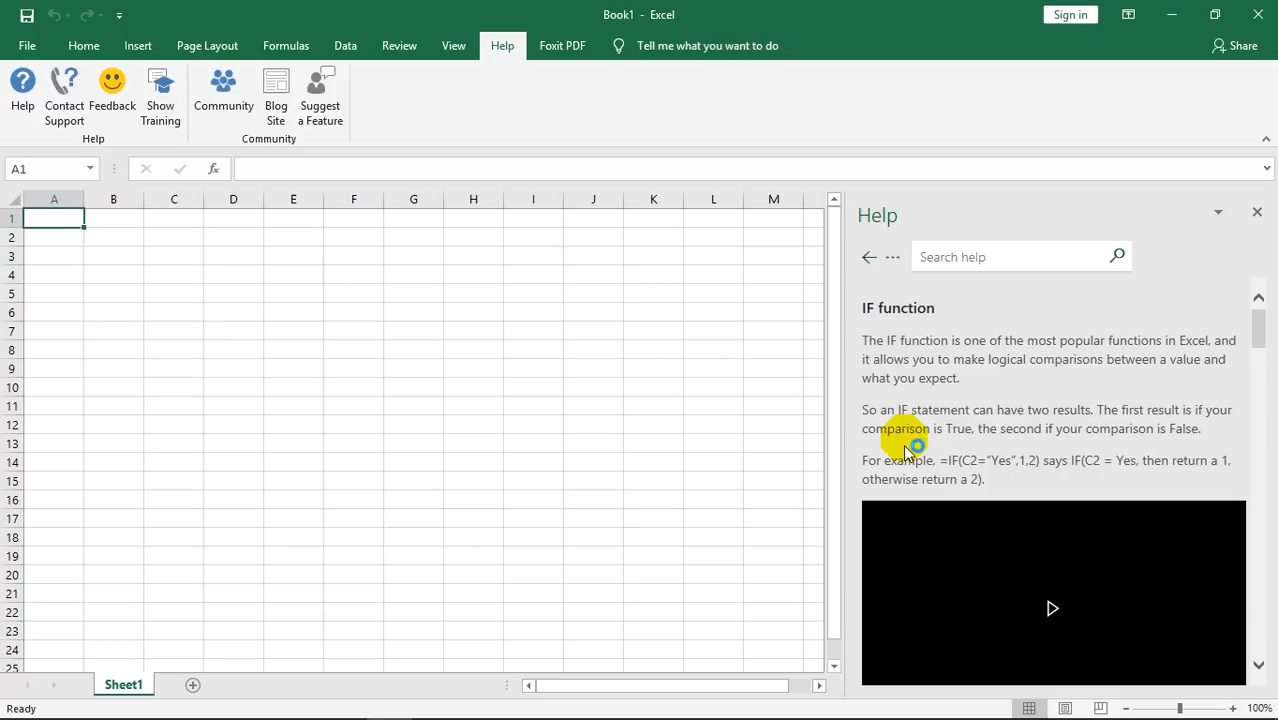 Book1 - Excel
Sign in
File Home Insert Page Layout Formulas Data Review View Help Foxit PDF Tell me what you want to do Share
Help Contact Support Feedback Show Training Community Blog Site Suggest a Feature
Help Community
A1 fx
A B C D E F G H I J K L M
1
2
3
4
5
6
7
8
9
10
11
12
13
14
15
16
17
18
19
20
21
22
23
24
25
Help
Search help
IF function
The IF function is one of the most popular functions in Excel, and
it allows you to make logical comparisons between a value and
what you expect.
So an IF statement can have two results. The first result is if your
comparison is True, the second if your comparison is False.
For example, =IF(C2=“Yes”,1,2) says IF(C2 = Yes, then return a 1,
otherwise return a 2).
Sheet1
Ready
100%